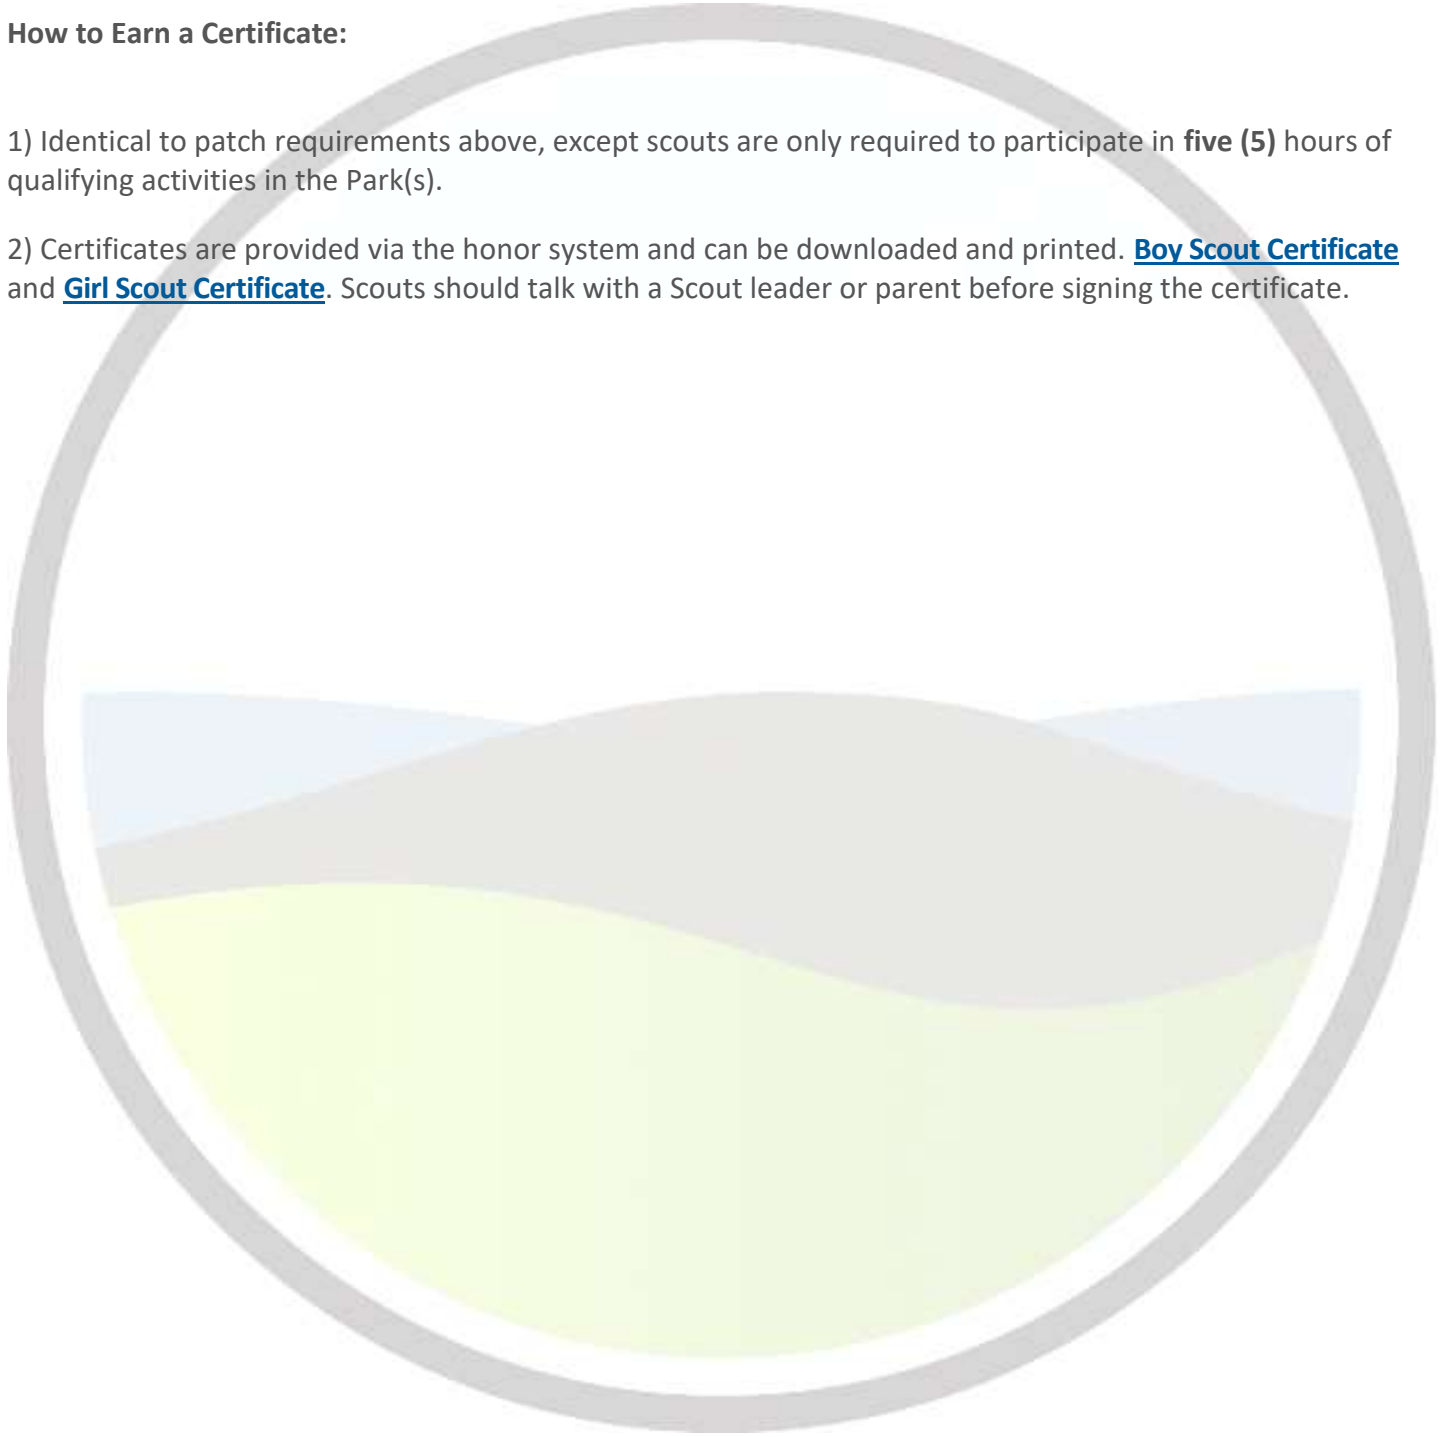 How to Earn a Certificate:
1) Identical to patch requirements above, except scouts are only required to participate in five (5) hours of
qualifying activities in the Park(s).
2) Certificates are provided via the honor system and can be downloaded and printed. Boy Scout Certificate
and Girl Scout Certificate. Scouts should talk with a Scout leader or parent before signing the certificate.